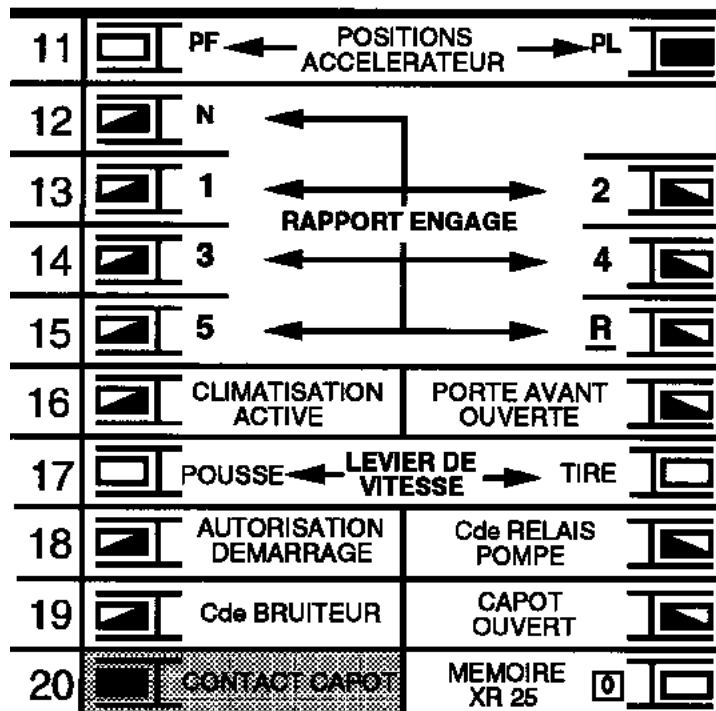 11 PF POSITIONS PL
ACCELERATEUR
12 N
13 1 2
RAPPORT ENGAGE
14 3 4
15 5 R
16 CLIMATISATION PORTE AVANT
ACTIVE OUVERTE
17 POUSSE LEVIER DE TIRE
VITESSE
18 AUTORISATION Cde RELAIS
DEMARRAGE POMPE
19 Cde BRUITEUR CAPOT
OUVERT
20 CONTACT CAPOT MEMOIRE 0
XR 25